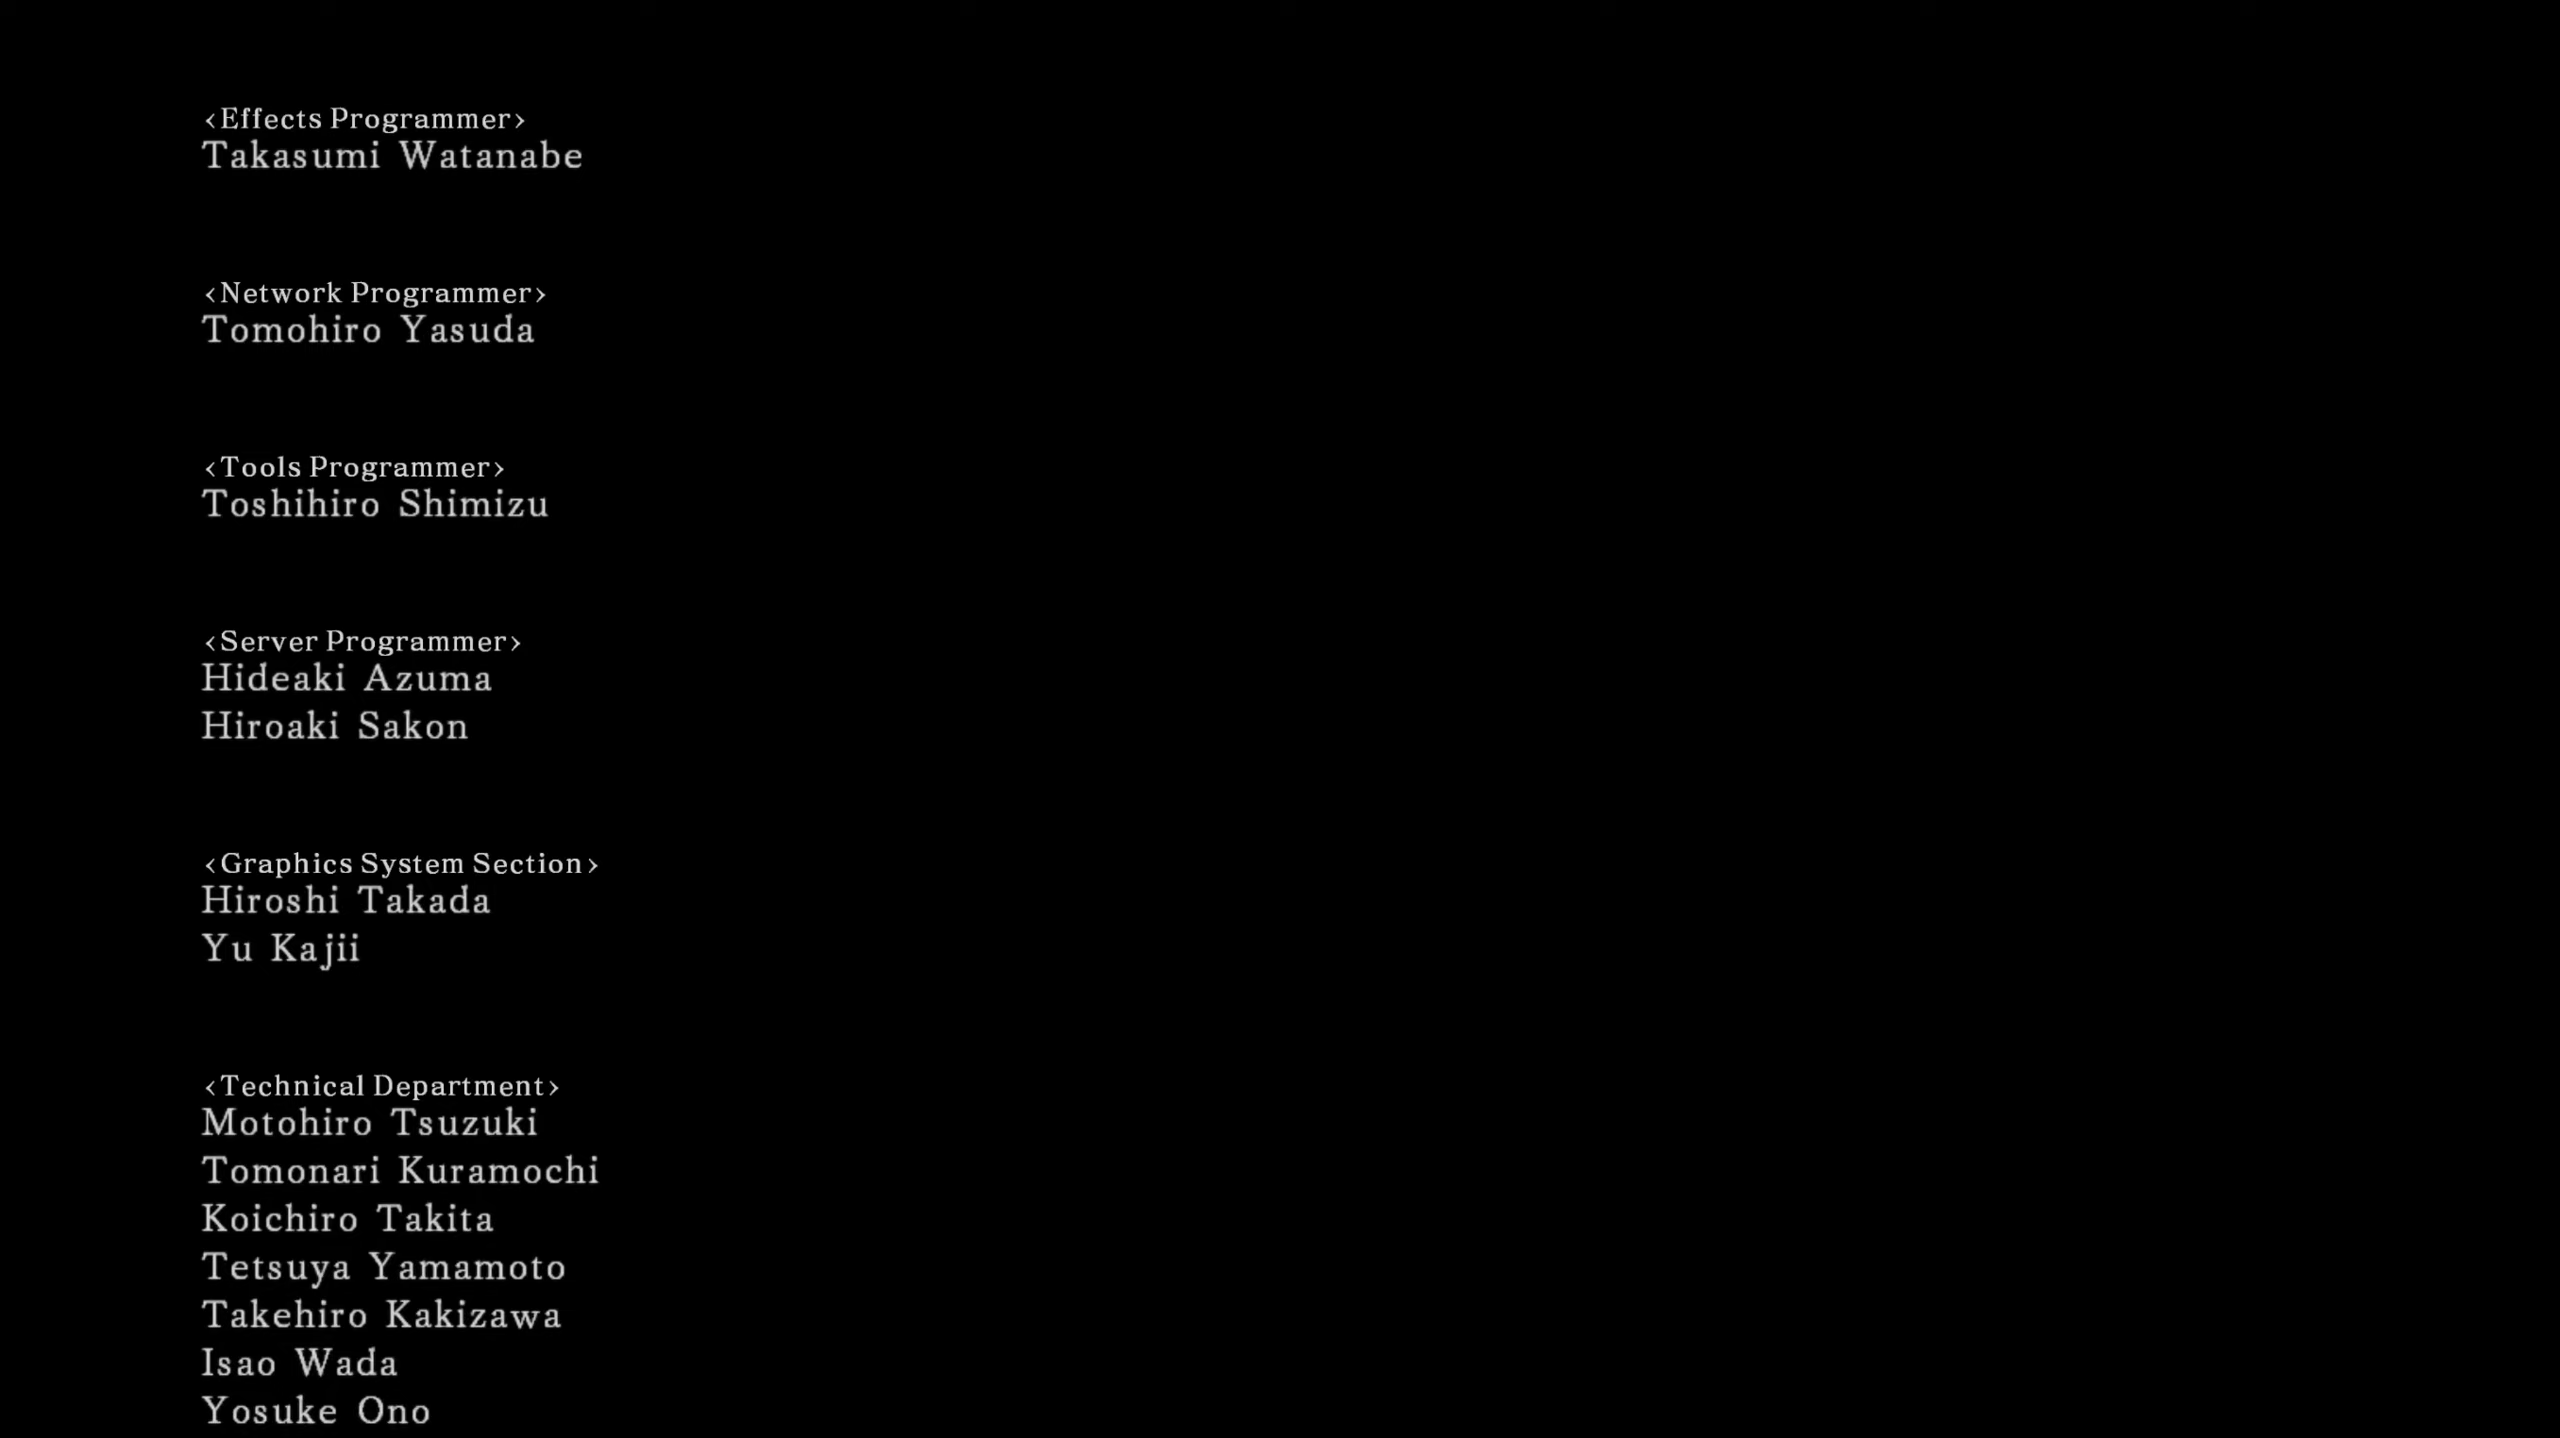 <Effects Programmer>
Takasumi Watanabe
<Network Programmer>
Tomohiro Yasuda
<Tools Programmer>
Toshihiro Shimizu
<Server Programmer>
Hideaki Azuma
Hiroaki Sakon
<Graphics System Section>
Hiroshi Takada
Yu Kajii
<Technical Department>
Motohiro Tsuzuki
Tomonari Kuramochi
Koichiro Takita
Tetsuya Yamamoto
Takehiro Kakizawa
Isao Wada
Yosuke Ono